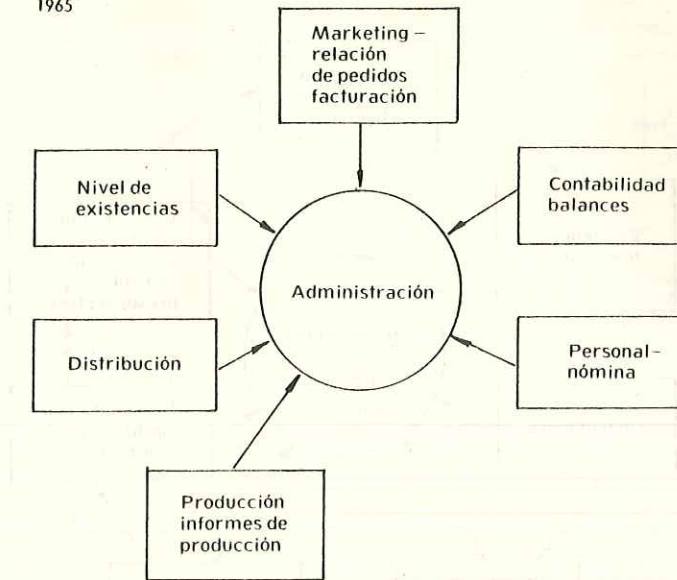 1965
Marketing –
relación
de pedidos
facturación
Nivel de
existencias
Contabilidad
balances
Administración
Distribución
Personal –
nómina
Producción
informes de
producción